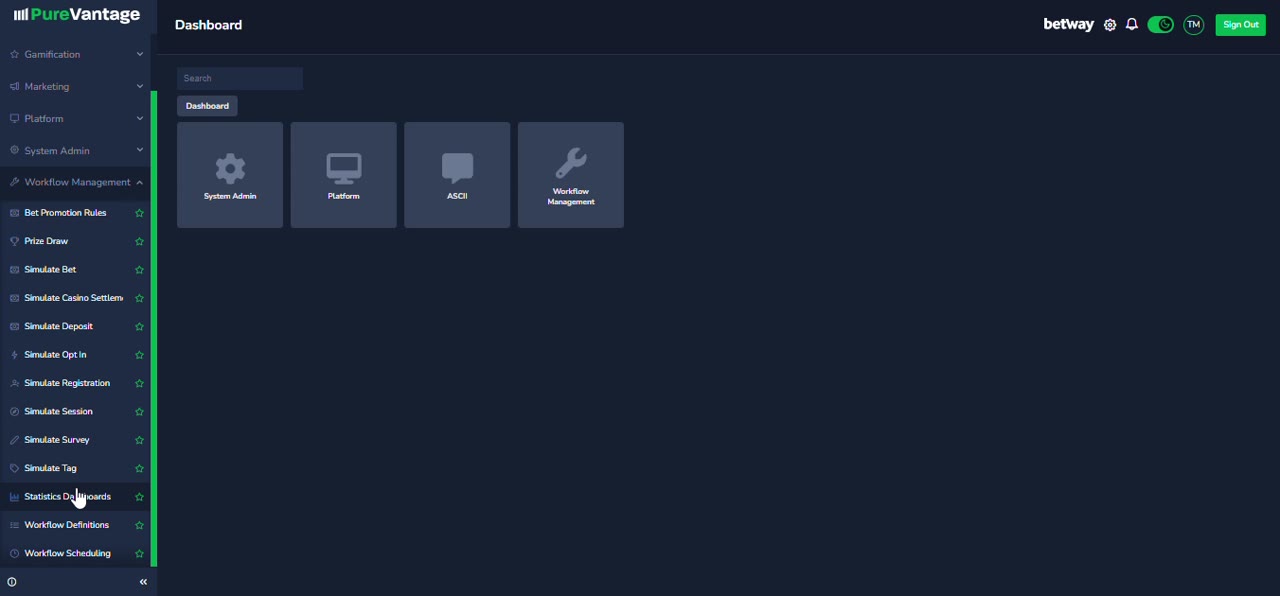 PureVantage
Dashboard
betway
TM
Sign Out
Gamification
Marketing
Platform
System Admin
Workflow Management
Bet Promotion Rules
Prize Draw
Simulate Bet
Simulate Casino Settlem
Simulate Deposit
Simulate Opt In
Simulate Registration
Simulate Session
Simulate Survey
Simulate Tag
Statistics Da boards
Workflow Definitions
Workflow Scheduling
Search
Dashboard
System Admin
Platform
ASCII
Workflow
Management